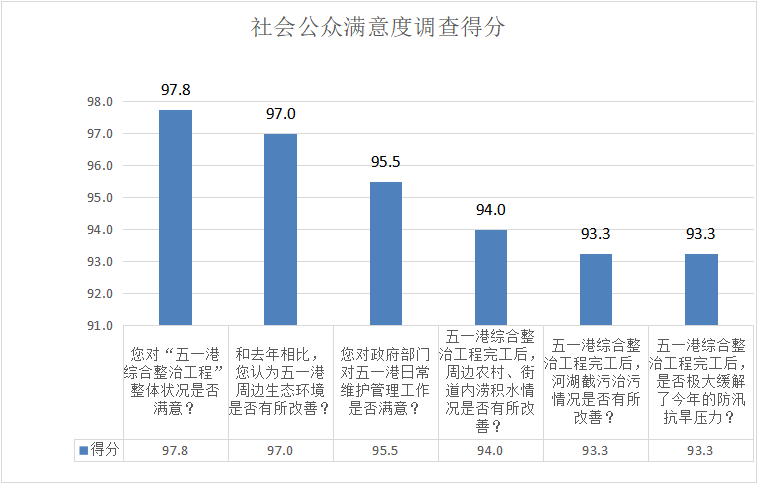 社会公众满意度调查得分
98.0
97.0
96.0
95.0
94.0
93.0
92.0
91.0
97.8
97.0
95.5
94.0
93.3
93.3
您对“五一港
综合整治工程”
整体状况是否
满意？
和去年相比，
您认为五一港
周边生态环境
是否有所改善？
您对政府部门
对五一港日常
维护管理工作
是否满意？
五一港综合整
治工程完工后，
周边农村、街
道内涝积水情
况是否有所改
善？
五一港综合整
治工程完工后，
河湖截污治污
情况是否有所
改善？
五一港综合整
治工程完工后，
是否极大缓解
了今年的防汛
抗旱压力？
得分 97.8 97.0 95.5 94.0 93.3 93.3